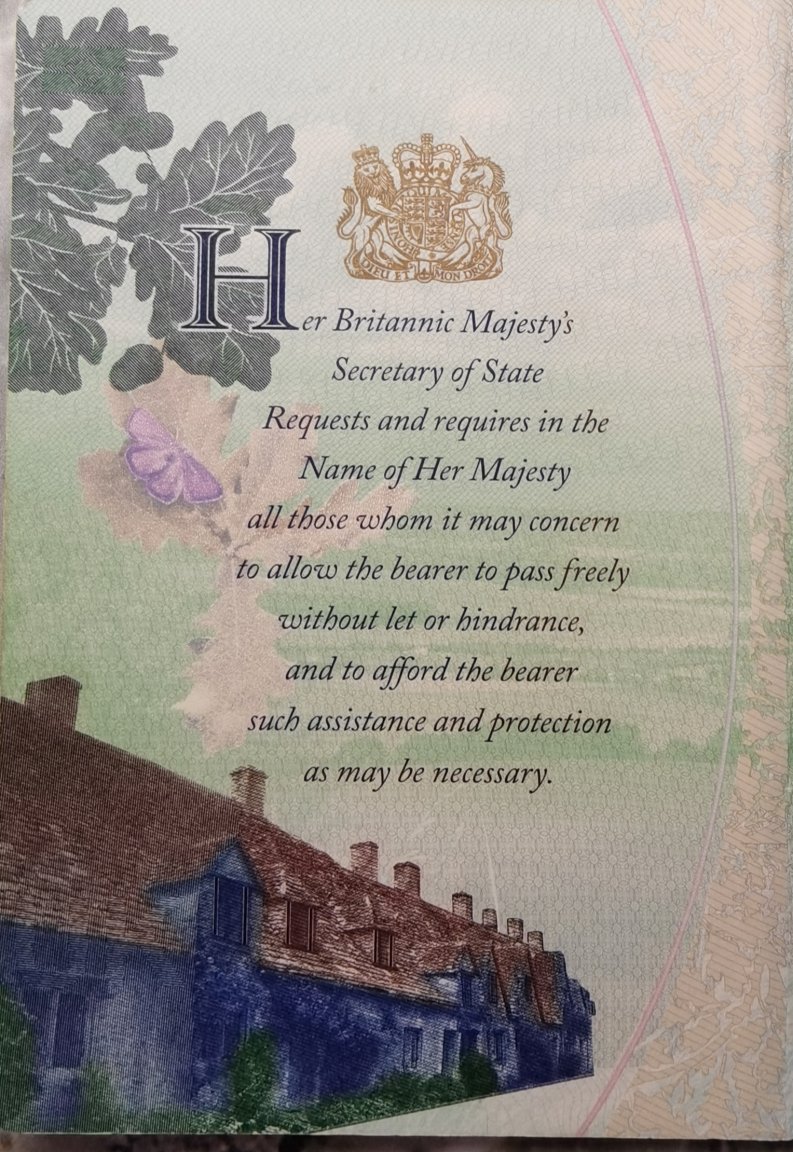 DIEU ET MON DROIT
Her Britannic Majesty's
Secretary of State
Requests and requires in the
Name of Her Majesty
all those whom it may concern
to allow the bearer to pass freely
without let or hindrance,
and to afford the bearer
such assistance and protection
as may be necessary.